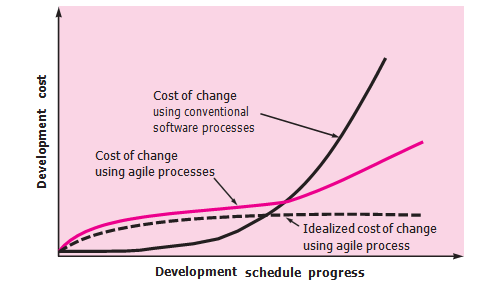 Development cost
Cost of change
using conventional
software processes
Cost of change
using agile processes
Idealized cost of change
using agile process
Development schedule progress